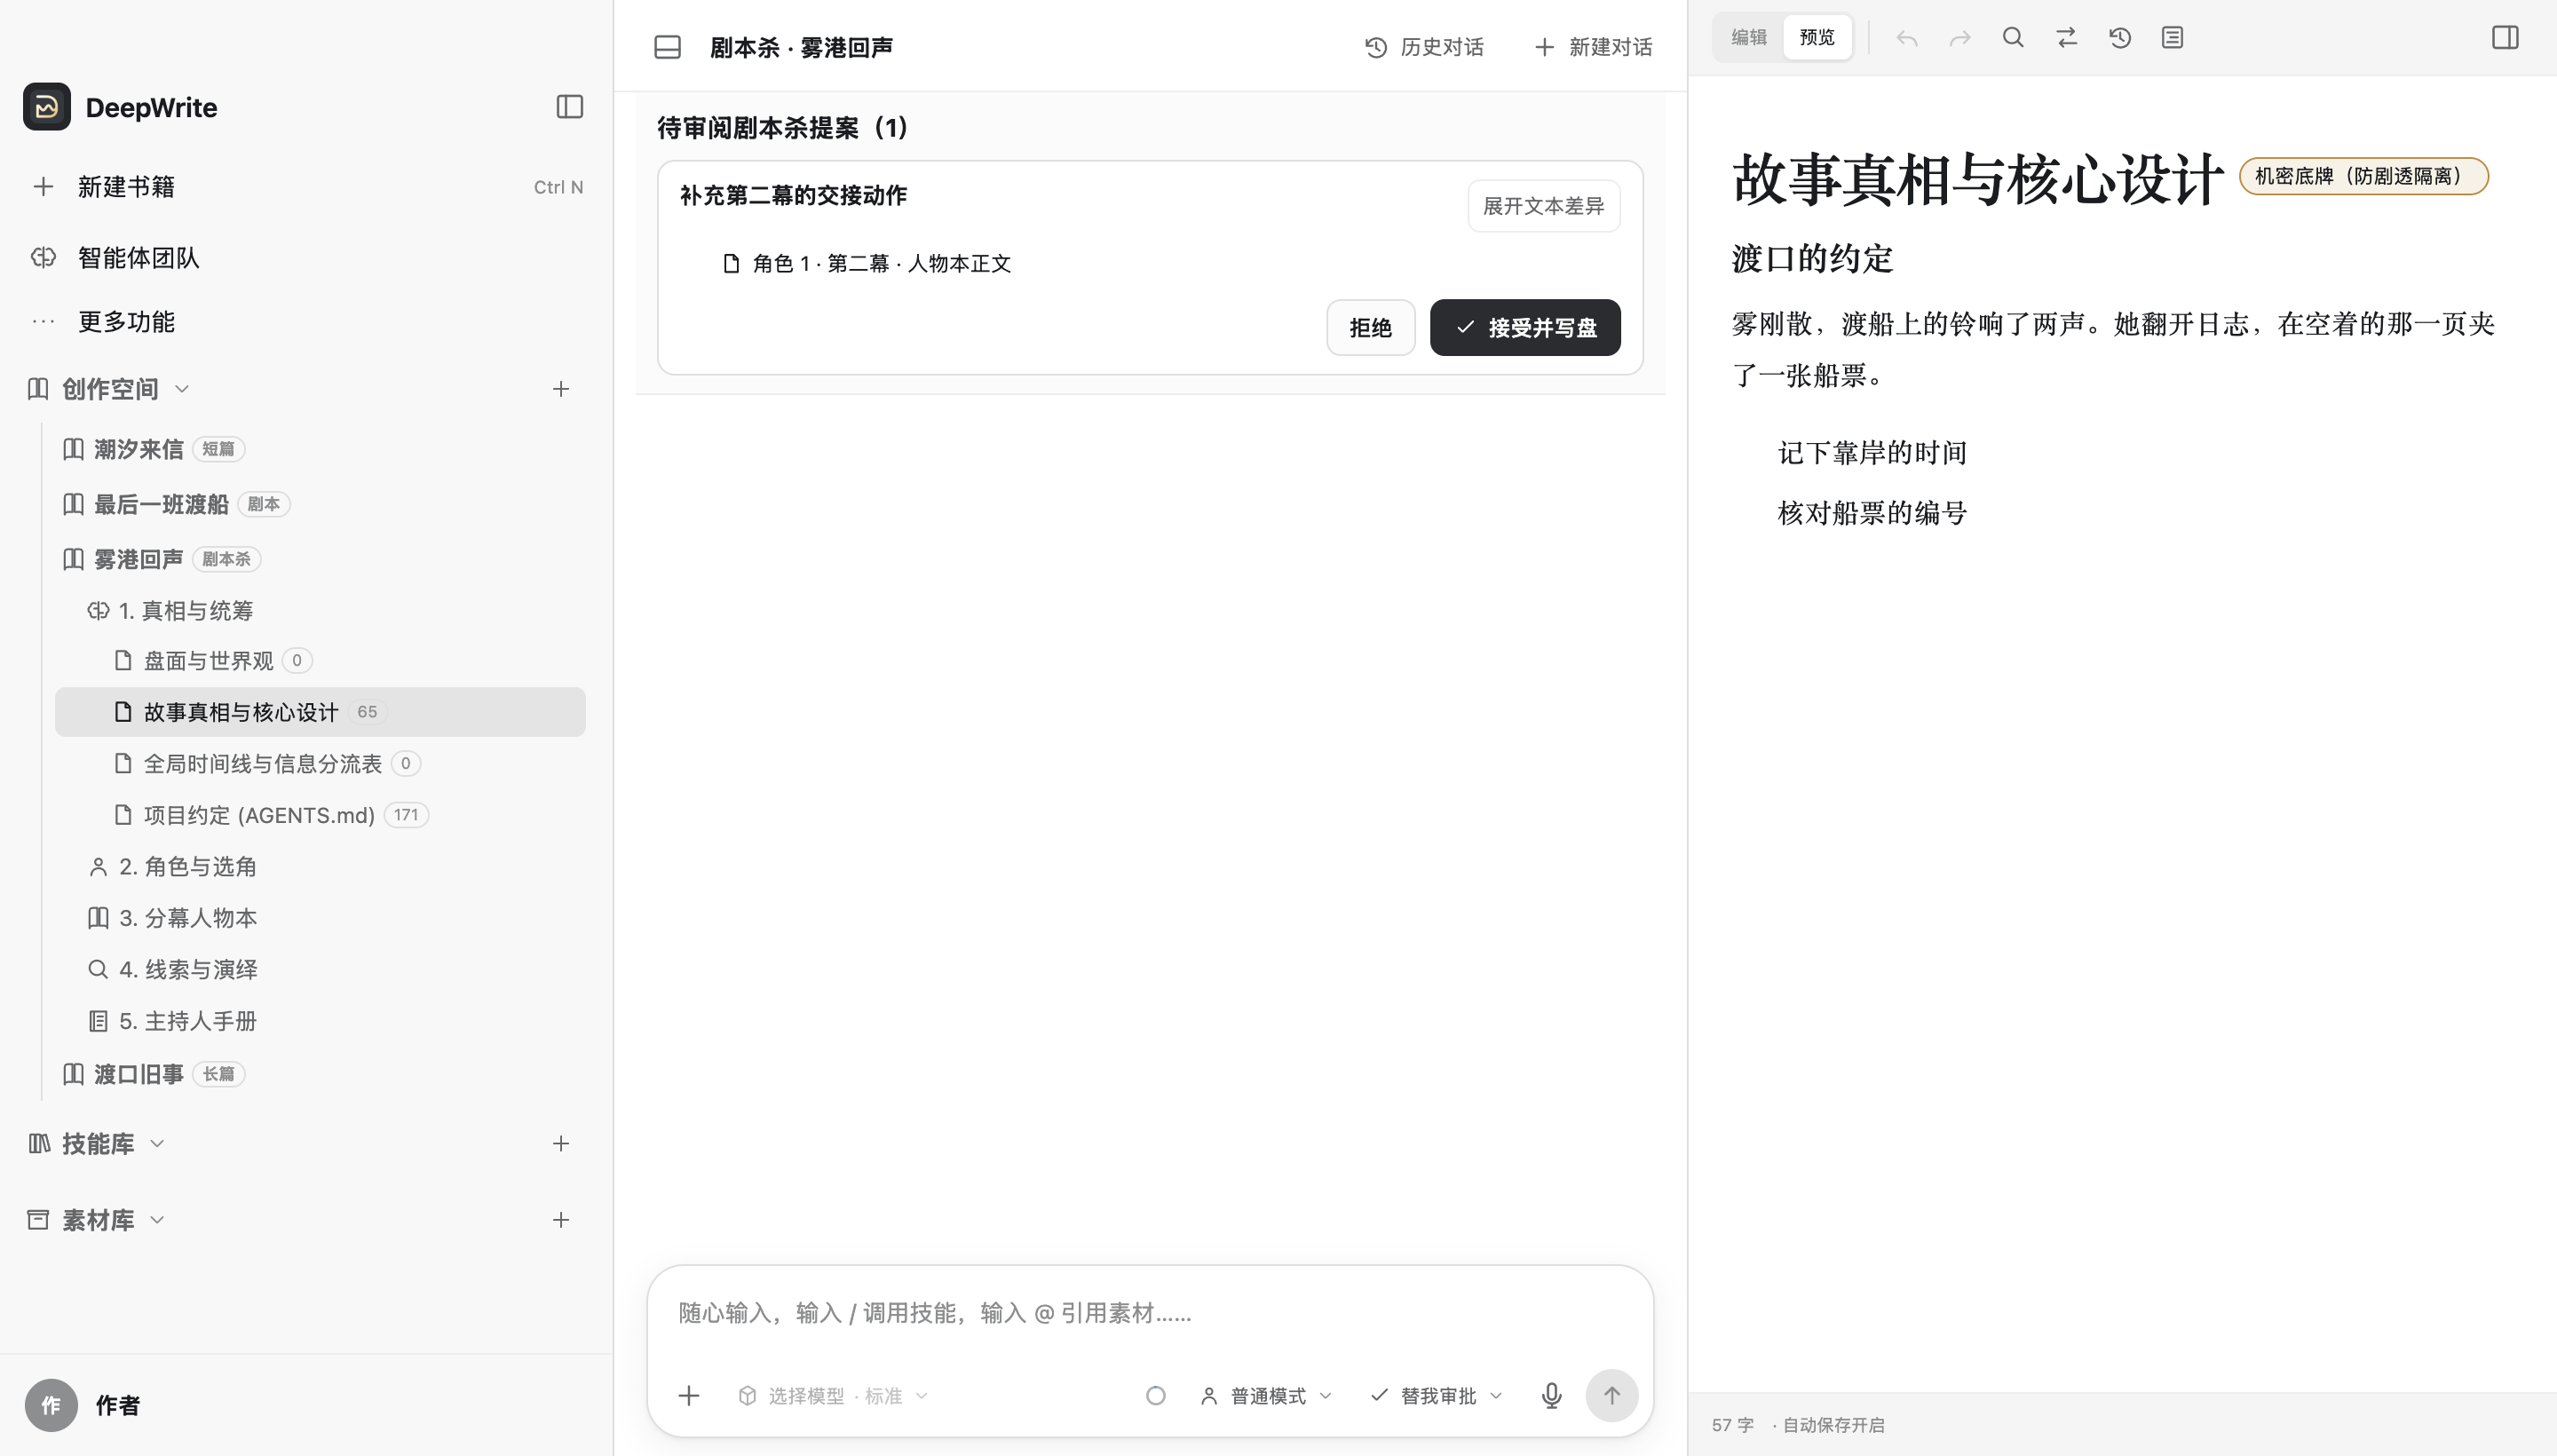 DeepWrite
新建书籍 Ctrl N
智能体团队
更多功能
创作空间
潮汐来信 短篇
最后一班渡船 剧本
雾港回声 剧本杀
1. 真相与统筹
盘面与世界观 0
故事真相与核心设计 65
全局时间线与信息分流表 0
项目约定 (AGENTS.md) 171
2. 角色与选角
3. 分幕人物本
4. 线索与演绎
5. 主持人手册
渡口旧事 长篇
技能库
素材库
作 作者
剧本杀 · 雾港回声
历史对话
新建对话
待审阅剧本杀提案（1）
补充第二幕的交接动作
展开文本差异
角色 1 · 第二幕 · 人物本正文
拒绝
接受并写盘
随心输入，输入 / 调用技能，输入 @ 引用素材......
选择模型 · 标准
普通模式
替我审批
编辑 预览
故事真相与核心设计 机密底牌（防剧透隔离）
渡口的约定
雾刚散，渡船上的铃响了两声。她翻开日志，在空着的那一页夹
了一张船票。
记下靠岸的时间
核对船票的编号
57 字 · 自动保存开启